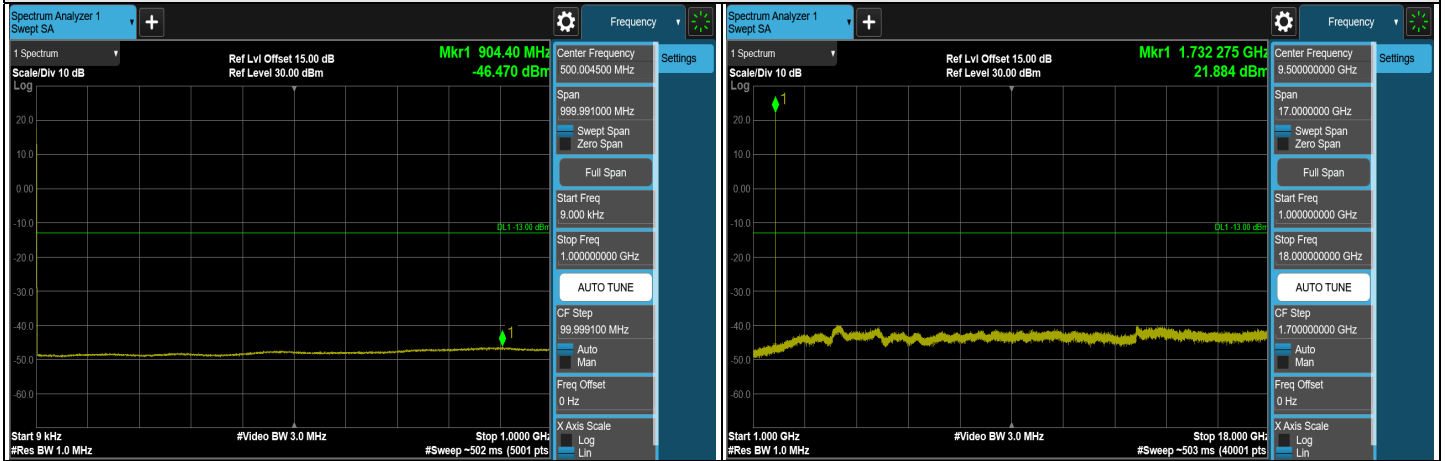 Spectrum Analyzer 1
Swept SA
Frequency
1 Spectrum
Scale/Div 10 dB
Log
Ref Lvl Offset 15.00 dB
Ref Level 30.00 dBm
Mkr1 904.40 MHz
-46.470 dBm
1
20.0
10.0
0.00
-10.0
DL1 -13.00 dBm
-30.0
-40.0
-50.0
-60.0
1
Start 9 kHz
#Res BW 1.0 MHz
#Video BW 3.0 MHz
Stop 1.0000 GHz
#Sweep ~502 ms (5001 pts
Settings
Center Frequency
500.004500 MHz
Span
999.991000 MHz
Swept Span
Zero Span
Full Span
Start Freq
9.000 kHz
Stop Freq
1.000000000 GHz
AUTO TUNE
CF Step
99.999100 MHz
Auto
Man
Freq Offset
0 Hz
X Axis Scale
Log
Lin
Spectrum Analyzer 1
Swept SA
Frequency
1 Spectrum
Scale/Div 10 dB
Log
Ref Lvl Offset 15.00 dB
Ref Level 30.00 dBm
Mkr1 1.732 275 GHz
21.884 dBm
1
20.0
10.0
0.00
-10.0
DL1 -13.00 dBm
-30.0
-40.0
-50.0
-60.0
Start 1.000 GHz
#Res BW 1.0 MHz
#Video BW 3.0 MHz
Stop 18.000 GHz
#Sweep ~503 ms (40001 pts
Settings
Center Frequency
9.500000000 GHz
Span
17.0000000 GHz
Swept Span
Zero Span
Full Span
Start Freq
1.000000000 GHz
Stop Freq
18.000000000 GHz
AUTO TUNE
CF Step
1.700000000 GHz
Auto
Man
Freq Offset
0 Hz
X Axis Scale
Log
Lin